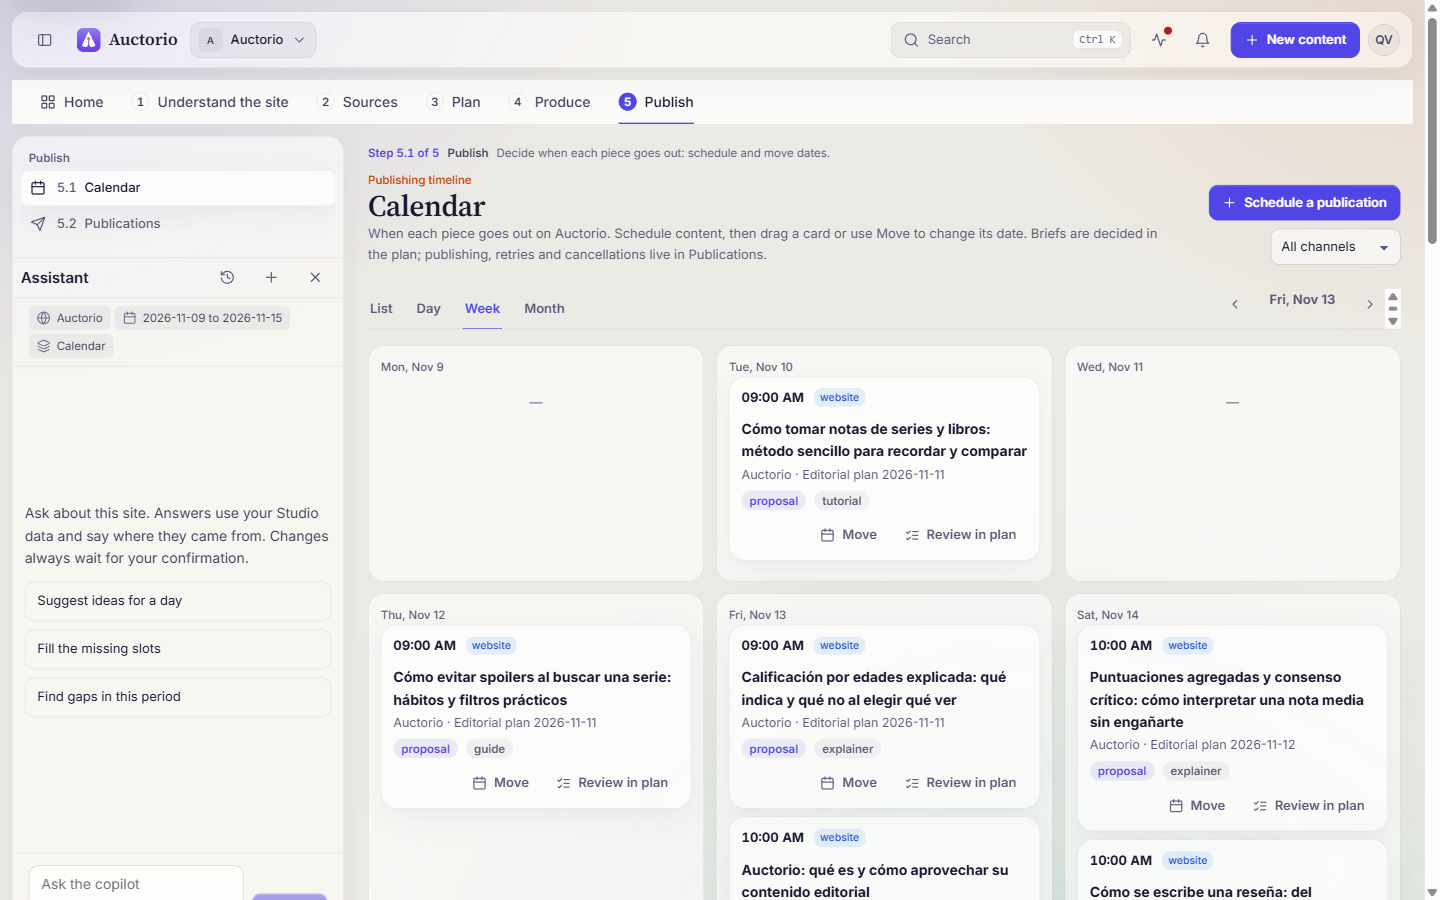 Auctorio
A Auctorio
Search
Ctrl K
New content
QV
Home
1 Understand the site
2 Sources
3 Plan
4 Produce
5 Publish
Publish
5.1 Calendar
5.2 Publications
Assistant
Auctorio
2026-11-09 to 2026-11-15
Calendar
Ask about this site. Answers use your Studio
data and say where they came from. Changes
always wait for your confirmation.
Suggest ideas for a day
Fill the missing slots
Find gaps in this period
Ask the copilot
Step 5.1 of 5 Publish Decide when each piece goes out: schedule and move dates.
Publishing timeline
Calendar
When each piece goes out on Auctorio. Schedule content, then drag a card or use Move to change its date. Briefs are decided in
the plan; publishing, retries and cancellations live in Publications.
Schedule a publication
All channels
List
Day
Week
Month
Fri, Nov 13
Mon, Nov 9
—
Tue, Nov 10
09:00 AM website
Cómo tomar notas de series y libros:
método sencillo para recordar y comparar
Auctorio · Editorial plan 2026-11-11
proposal tutorial
Move Review in plan
Wed, Nov 11
—
Thu, Nov 12
09:00 AM website
Cómo evitar spoilers al buscar una serie:
hábitos y filtros prácticos
Auctorio · Editorial plan 2026-11-11
proposal guide
Move Review in plan
Fri, Nov 13
09:00 AM website
Calificación por edades explicada: qué
indica y qué no al elegir qué ver
Auctorio · Editorial plan 2026-11-11
proposal explainer
Move Review in plan
10:00 AM website
Auctorio: qué es y cómo aprovechar su
contenido editorial
Sat, Nov 14
10:00 AM website
Puntuaciones agregadas y consenso
crítico: cómo interpretar una nota media
sin engañarte
Auctorio · Editorial plan 2026-11-12
proposal explainer
Move Review in plan
10:00 AM website
Cómo se escribe una reseña: del